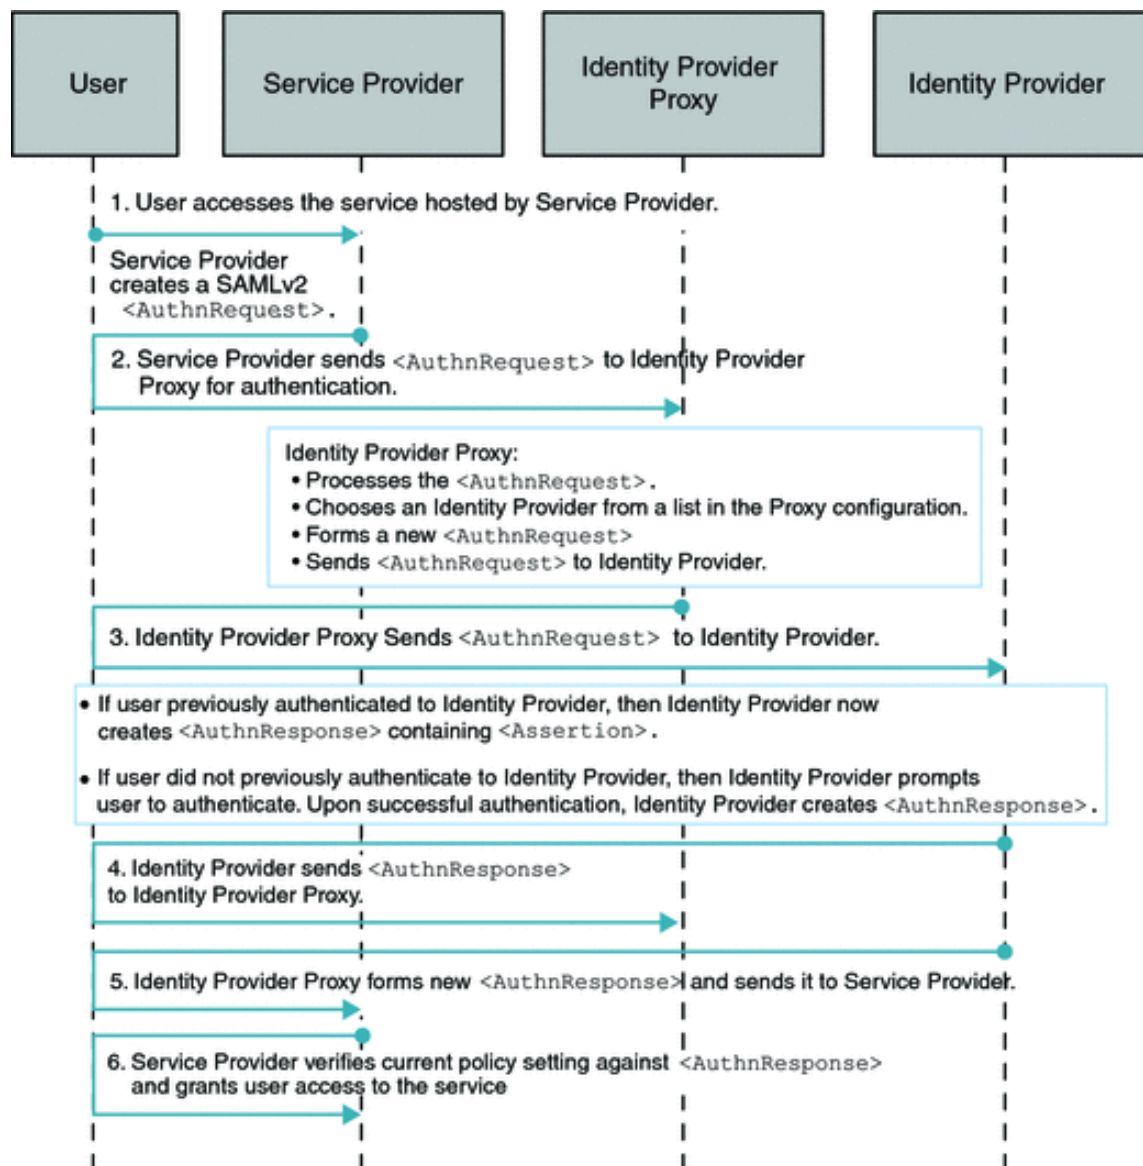 User
Service Provider
Identity Provider
Proxy
Identity Provider
1. User accesses the service hosted by Service Provider.
Service Provider
creates a SAMLv2
<AuthnRequest>.
2. Service Provider sends <AuthnRequest> to Identity Provider
Proxy for authentication.
Identity Provider Proxy:
• Processes the <AuthnRequest>.
• Chooses an Identity Provider from a list in the Proxy configuration.
• Forms a new <AuthnRequest>
• Sends <AuthnRequest> to Identity Provider.
3. Identity Provider Proxy Sends <AuthnRequest> to Identity Provider.
• If user previously authenticated to Identity Provider, then Identity Provider now
creates <AuthnResponse> containing <Assertion>.
• If user did not previously authenticate to Identity Provider, then Identity Provider prompts
user to authenticate. Upon successful authentication, Identity Provider creates <AuthnResponse>.
4. Identity Provider sends <AuthnResponse>
to Identity Provider Proxy.
5. Identity Provider Proxy forms new <AuthnResponse> and sends it to Service Provider.
6. Service Provider verifies current policy setting against <AuthnResponse>
and grants user access to the service